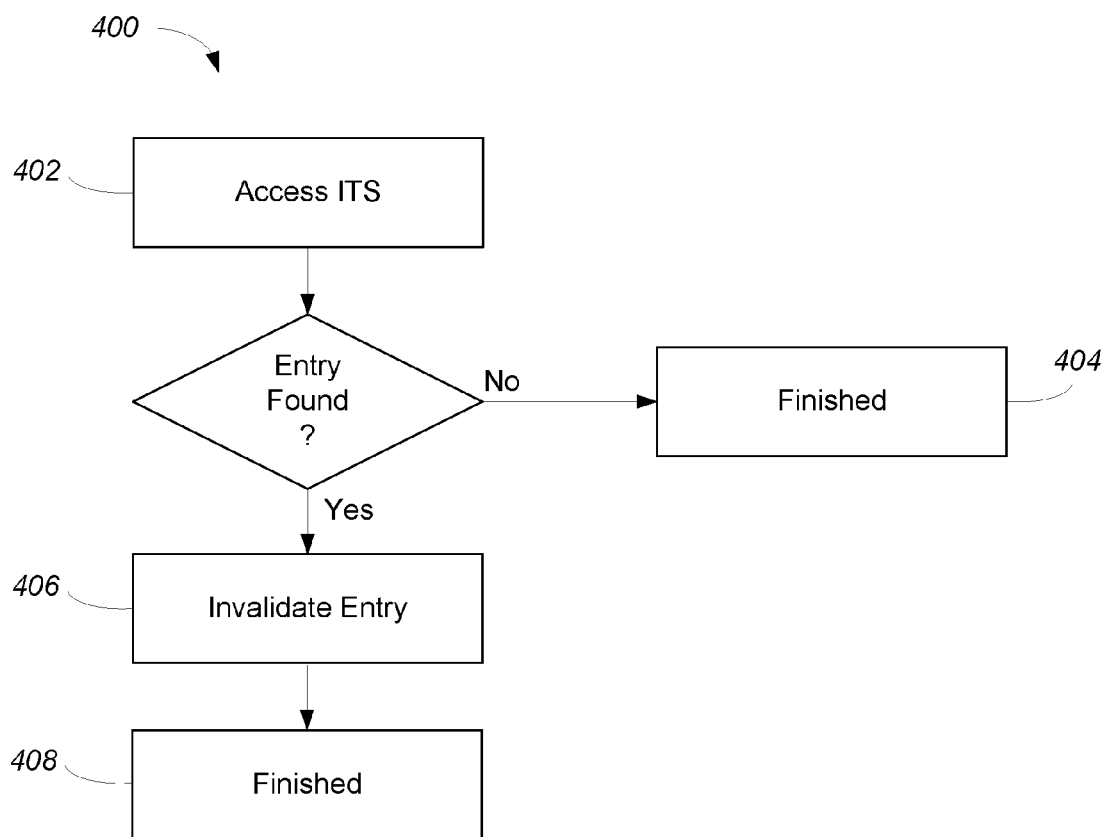 400
402
Access ITS
Entry
Found
?
No
404
Finished
Yes
406
Invalidate Entry
408
Finished